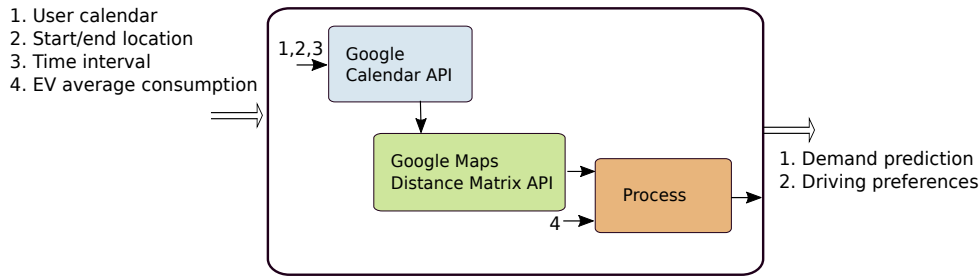 1. User calendar
2. Start/end location
3. Time interval
4. EV average consumption
1,2,3
Google
Calendar API
Google Maps
Distance Matrix API
4
Process
1. Demand prediction
2. Driving preferences